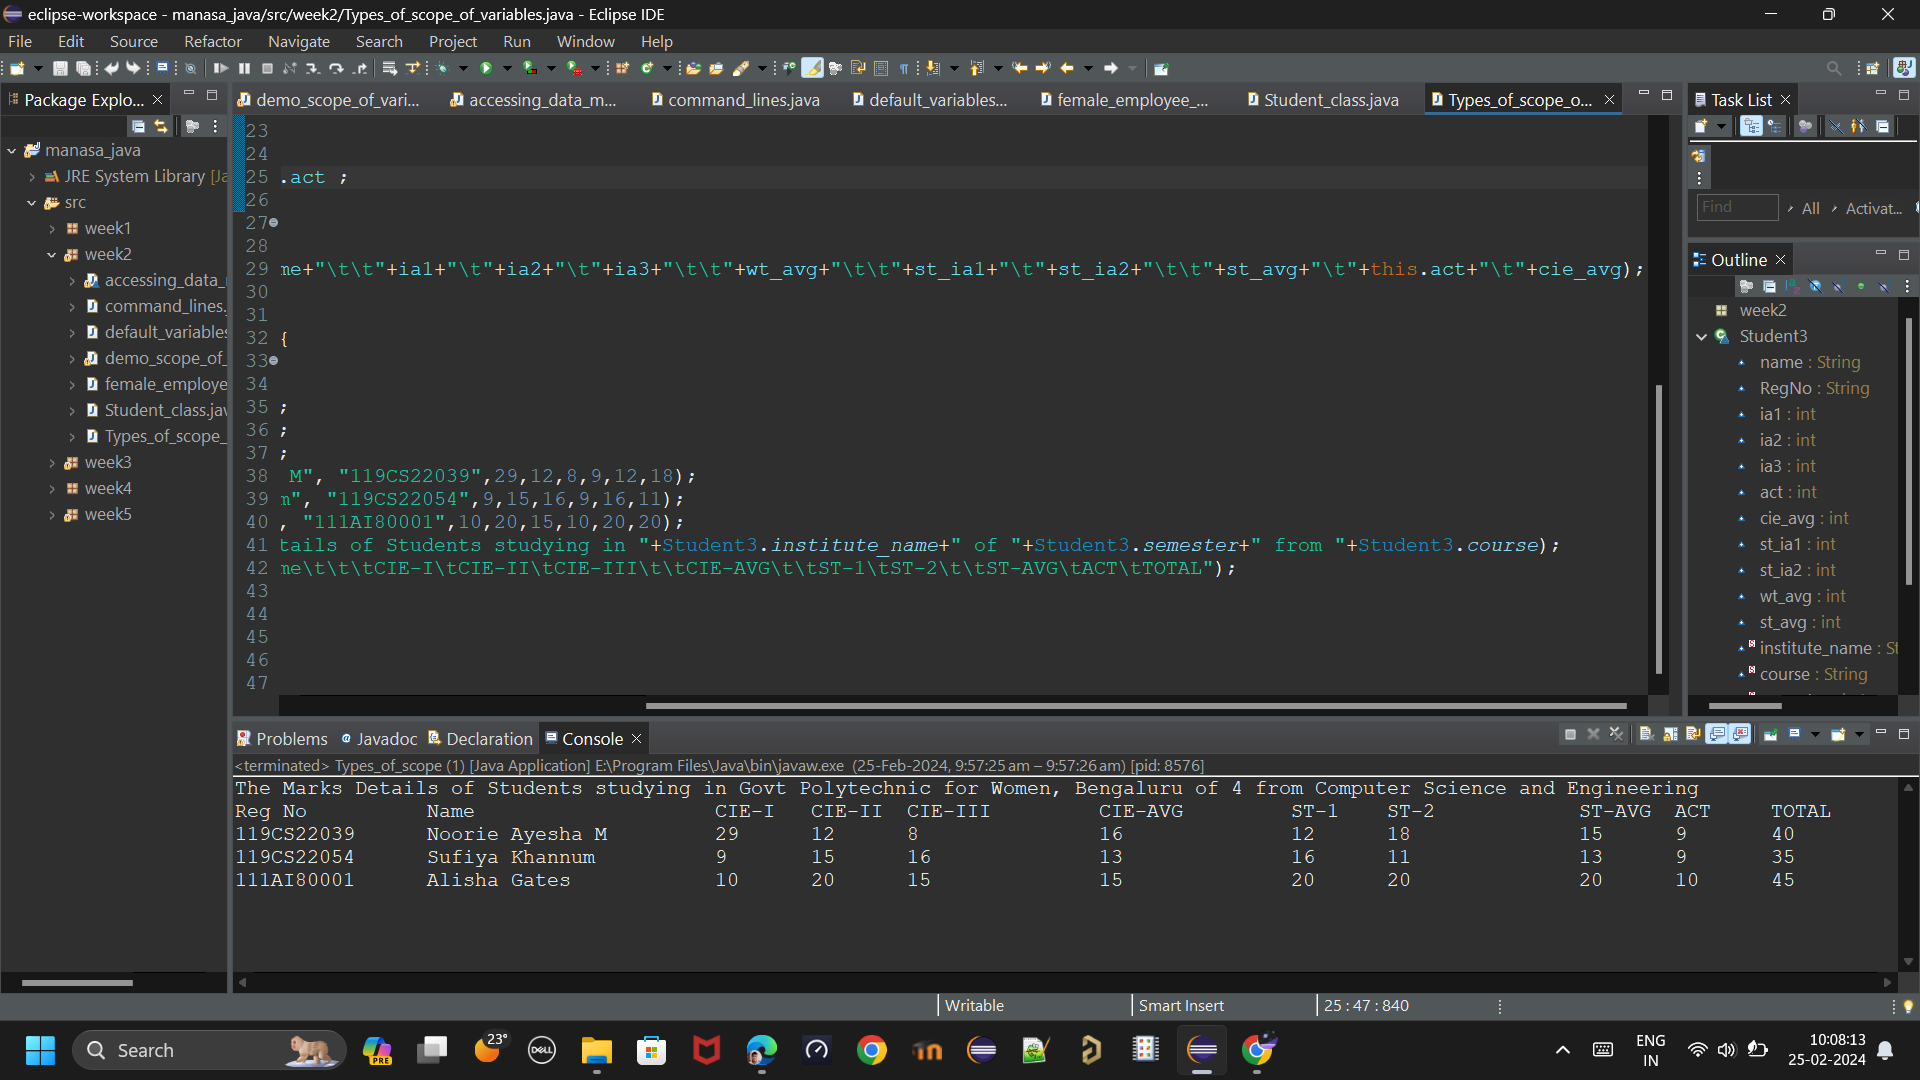 eclipse-workspace - manasa_java/src/week2/Types_of_scope_of_variables.java - Eclipse IDE
File Edit Source Refactor Navigate Search Project Run Window Help
Package Explo...
manasa_java
JRE System Library [Ja
src
week1
week2
accessing_data_
command_lines.
default_variables
demo_scope_of_
female_employe
Student_class.jav
Types_of_scope_
week3
week4
week5
demo_scope_of_vari... accessing_data_m... command_lines.java default_variables... female_employee_... Student_class.java Types_of_scope_o...
23
24
25 .act ;
26
27
28
29 me+"\t\t"+ia1+"\t"+ia2+"\t"+ia3+"\t\t"+wt_avg+"\t\t"+st_ia1+"\t"+st_ia2+"\t\t"+st_avg+"\t"+this.act+"\t"+cie_avg);
30
31
32 {
33
34
35 ;
36 ;
37 ;
38 M", "119CS22039",29,12,8,9,12,18);
39 m", "119CS22054",9,15,16,9,16,11);
40 , "111AI80001",10,20,15,10,20,20);
41 tails of Students studying in "+Student3.institute_name+" of "+Student3.semester+" from "+Student3.course);
42 me\t\t\tCIE-I\tCIE-II\tCIE-III\t\tCIE-AVG\t\tST-1\tST-2\t\tST-AVG\tACT\tTOTAL");
43
44
45
46
47
Task List
Find All Activat...
Outline
week2
Student3
name : String
RegNo : String
ia1 : int
ia2 : int
ia3 : int
act : int
cie_avg : int
st_ia1 : int
st_ia2 : int
wt_avg : int
st_avg : int
institute_name : St
course : String
Problems Javadoc Declaration Console
<terminated> Types_of_scope (1) [Java Application] E:\Program Files\Java\bin\javaw.exe (25-Feb-2024, 9:57:25 am – 9:57:26 am) [pid: 8576]
The Marks Details of Students studying in Govt Polytechnic for Women, Bengaluru of 4 from Computer Science and Engineering
Reg No Name CIE-I CIE-II CIE-III CIE-AVG ST-1 ST-2 ST-AVG ACT TOTAL
119CS22039 Noorie Ayesha M 29 12 8 16 12 18 15 9 40
119CS22054 Sufiya Khannum 9 15 16 13 16 11 13 9 35
111AI80001 Alisha Gates 10 20 15 15 20 20 20 10 45
Writable Smart Insert 25 : 47 : 840
Search
PRE
23°
DELL
ENG
IN
10:08:13
25-02-2024